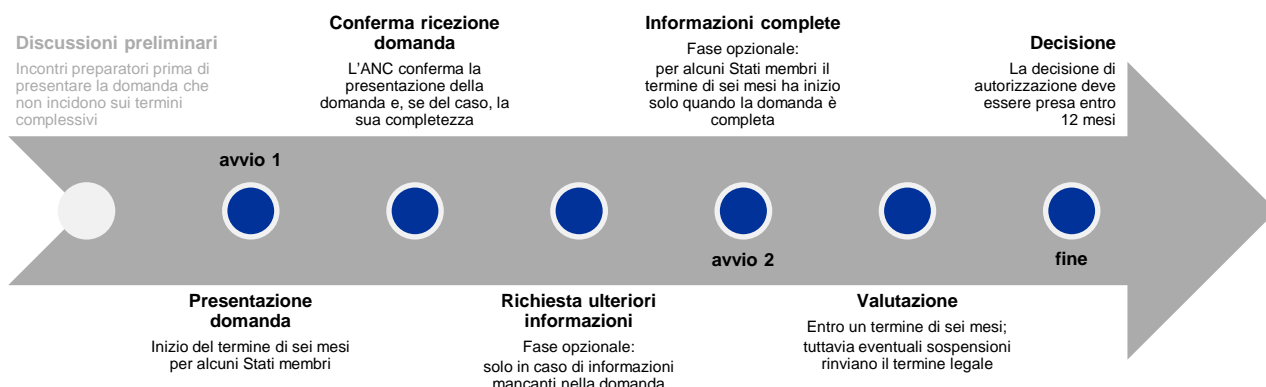 Discussioni preliminari
Incontri preparatori prima di
presentare la domanda che
non incidono sui termini
complessivi
Conferma ricezione
domanda
L'ANC conferma la
presentazione della
domanda e, se del caso, la
sua completezza
Informazioni complete
Fase opzionale:
per alcuni Stati membri il
termine di sei mesi ha inizio
solo quando la domanda è
completa
Decisione
La decisione di
autorizzazione deve
essere presa entro
12 mesi
avvio 1
avvio 2
fine
Presentazione
domanda
Inizio del termine di sei mesi
per alcuni Stati membri
Richiesta ulteriori
informazioni
Fase opzionale:
solo in caso di informazioni
mancanti nella domanda
Valutazione
Entro un termine di sei mesi;
tuttavia eventuali sospensioni
rinviano il termine legale